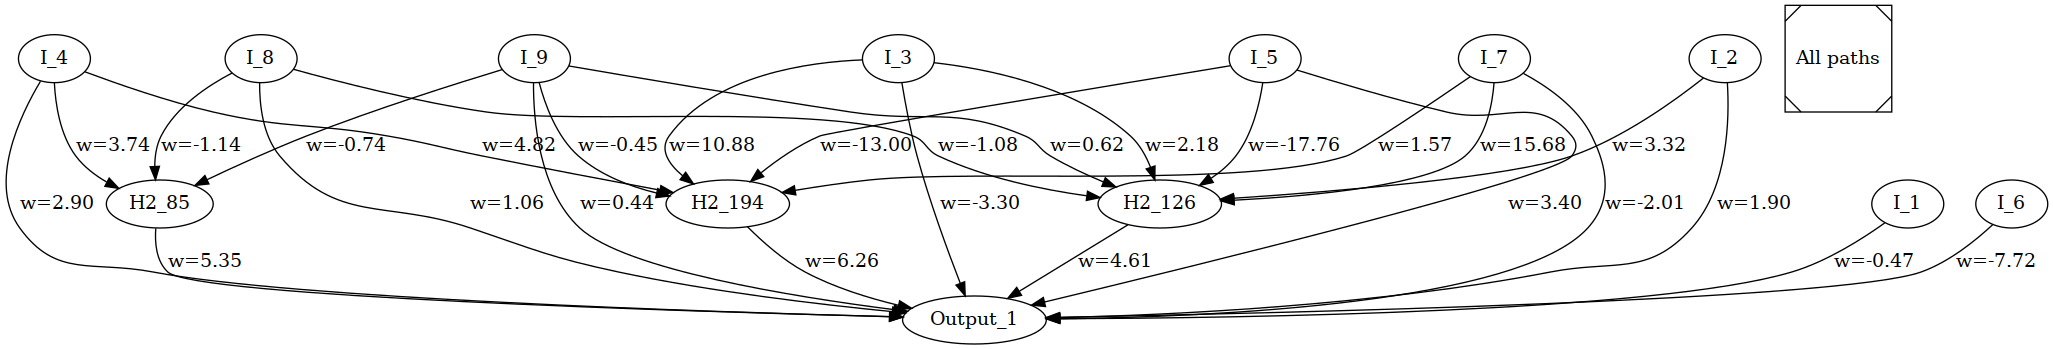 I_4
I_8
I_9
I_3
I_5
I_7
I_2
All paths
w=3.74
w=-1.14
w=-0.74
w=4.82
w=-0.45
w=10.88
w=-13.00
w=-1.08
w=0.62
w=2.18
w=-17.76
w=1.57
w=15.68
w=3.32
w=2.90
H2_85
w=1.06
w=0.44
H2_194
w=-3.30
H2_126
w=3.40
w=-2.01
w=1.90
I_1
I_6
w=5.35
w=6.26
w=4.61
w=-0.47
w=-7.72
Output_1